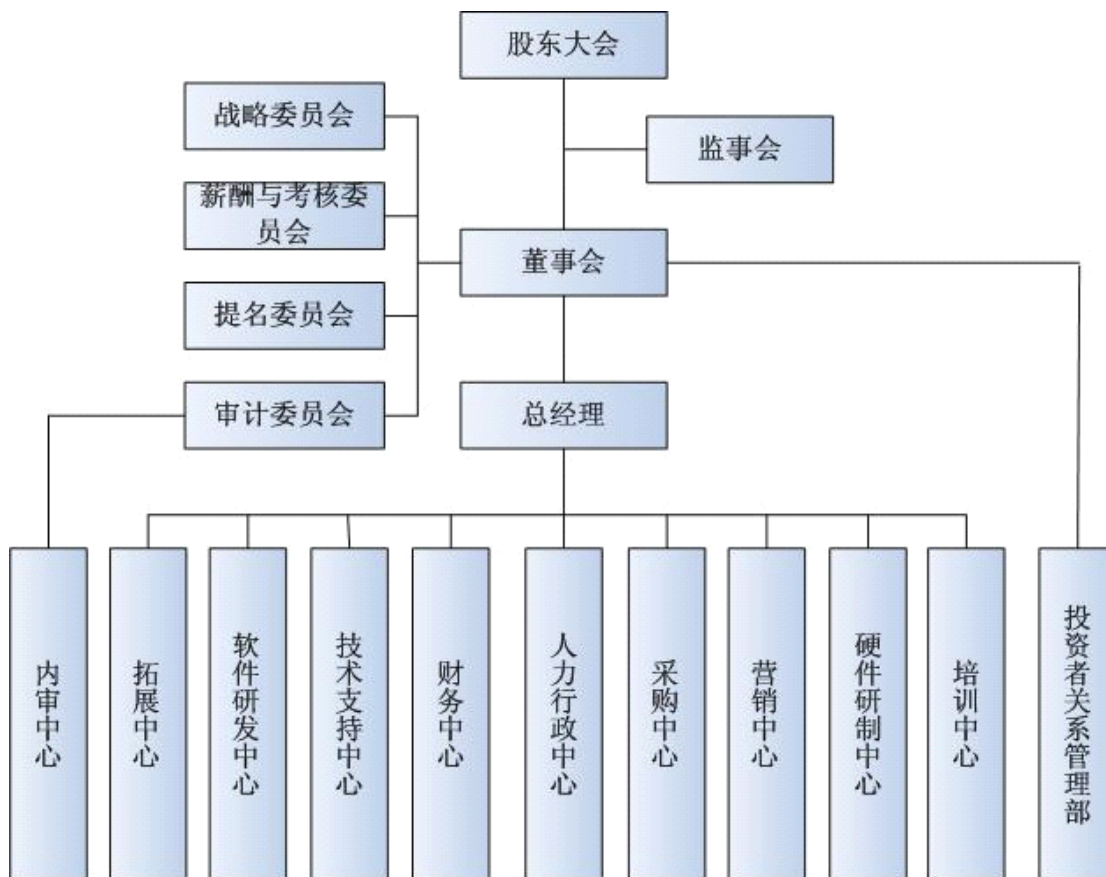 股东大会
战略委员会
监事会
薪酬与考核委
员会
董事会
提名委员会
审计委员会
总经理
内审中心
拓展中心
软件研发中心
技术支持中心
财务中心
人力行政中心
采购中心
营销中心
硬件研制中心
培训中心
投资者关系管理部